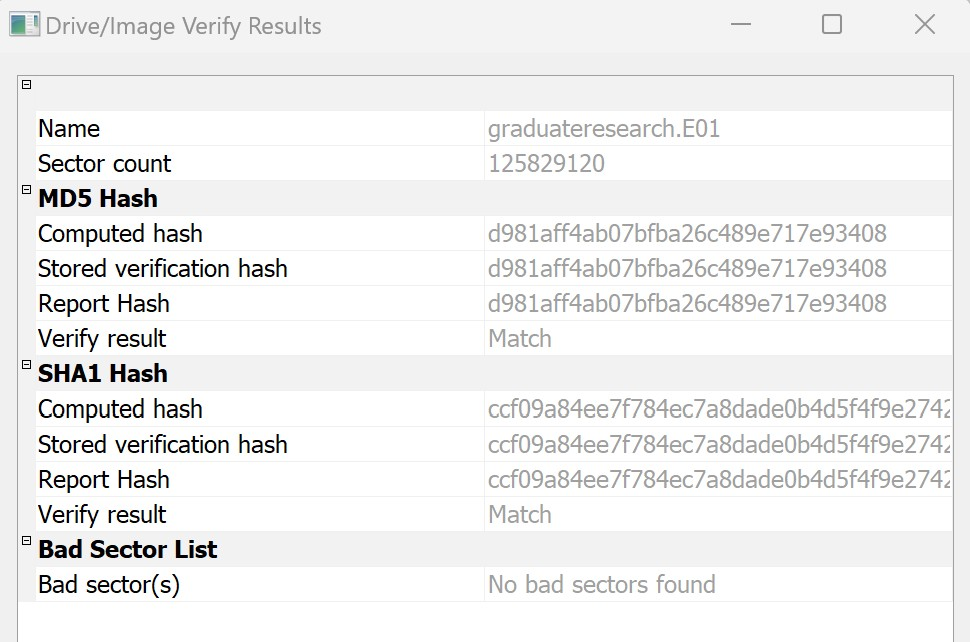 Drive/Image Verify Results
Name graduateresearch.E01
Sector count 125829120
MD5 Hash
Computed hash d981aff4ab07bfba26c489e717e93408
Stored verification hash d981aff4ab07bfba26c489e717e93408
Report Hash d981aff4ab07bfba26c489e717e93408
Verify result Match
SHA1 Hash
Computed hash ccf09a84ee7f784ec7a8dade0b4d5f4f9e2742
Stored verification hash ccf09a84ee7f784ec7a8dade0b4d5f4f9e2742
Report Hash ccf09a84ee7f784ec7a8dade0b4d5f4f9e2742
Verify result Match
Bad Sector List
Bad sector(s) No bad sectors found